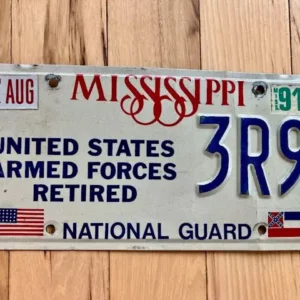 AUG MISSISSIPPI 91
UNITED STATES
ARMED FORCES
RETIRED
3R9
NATIONAL GUARD